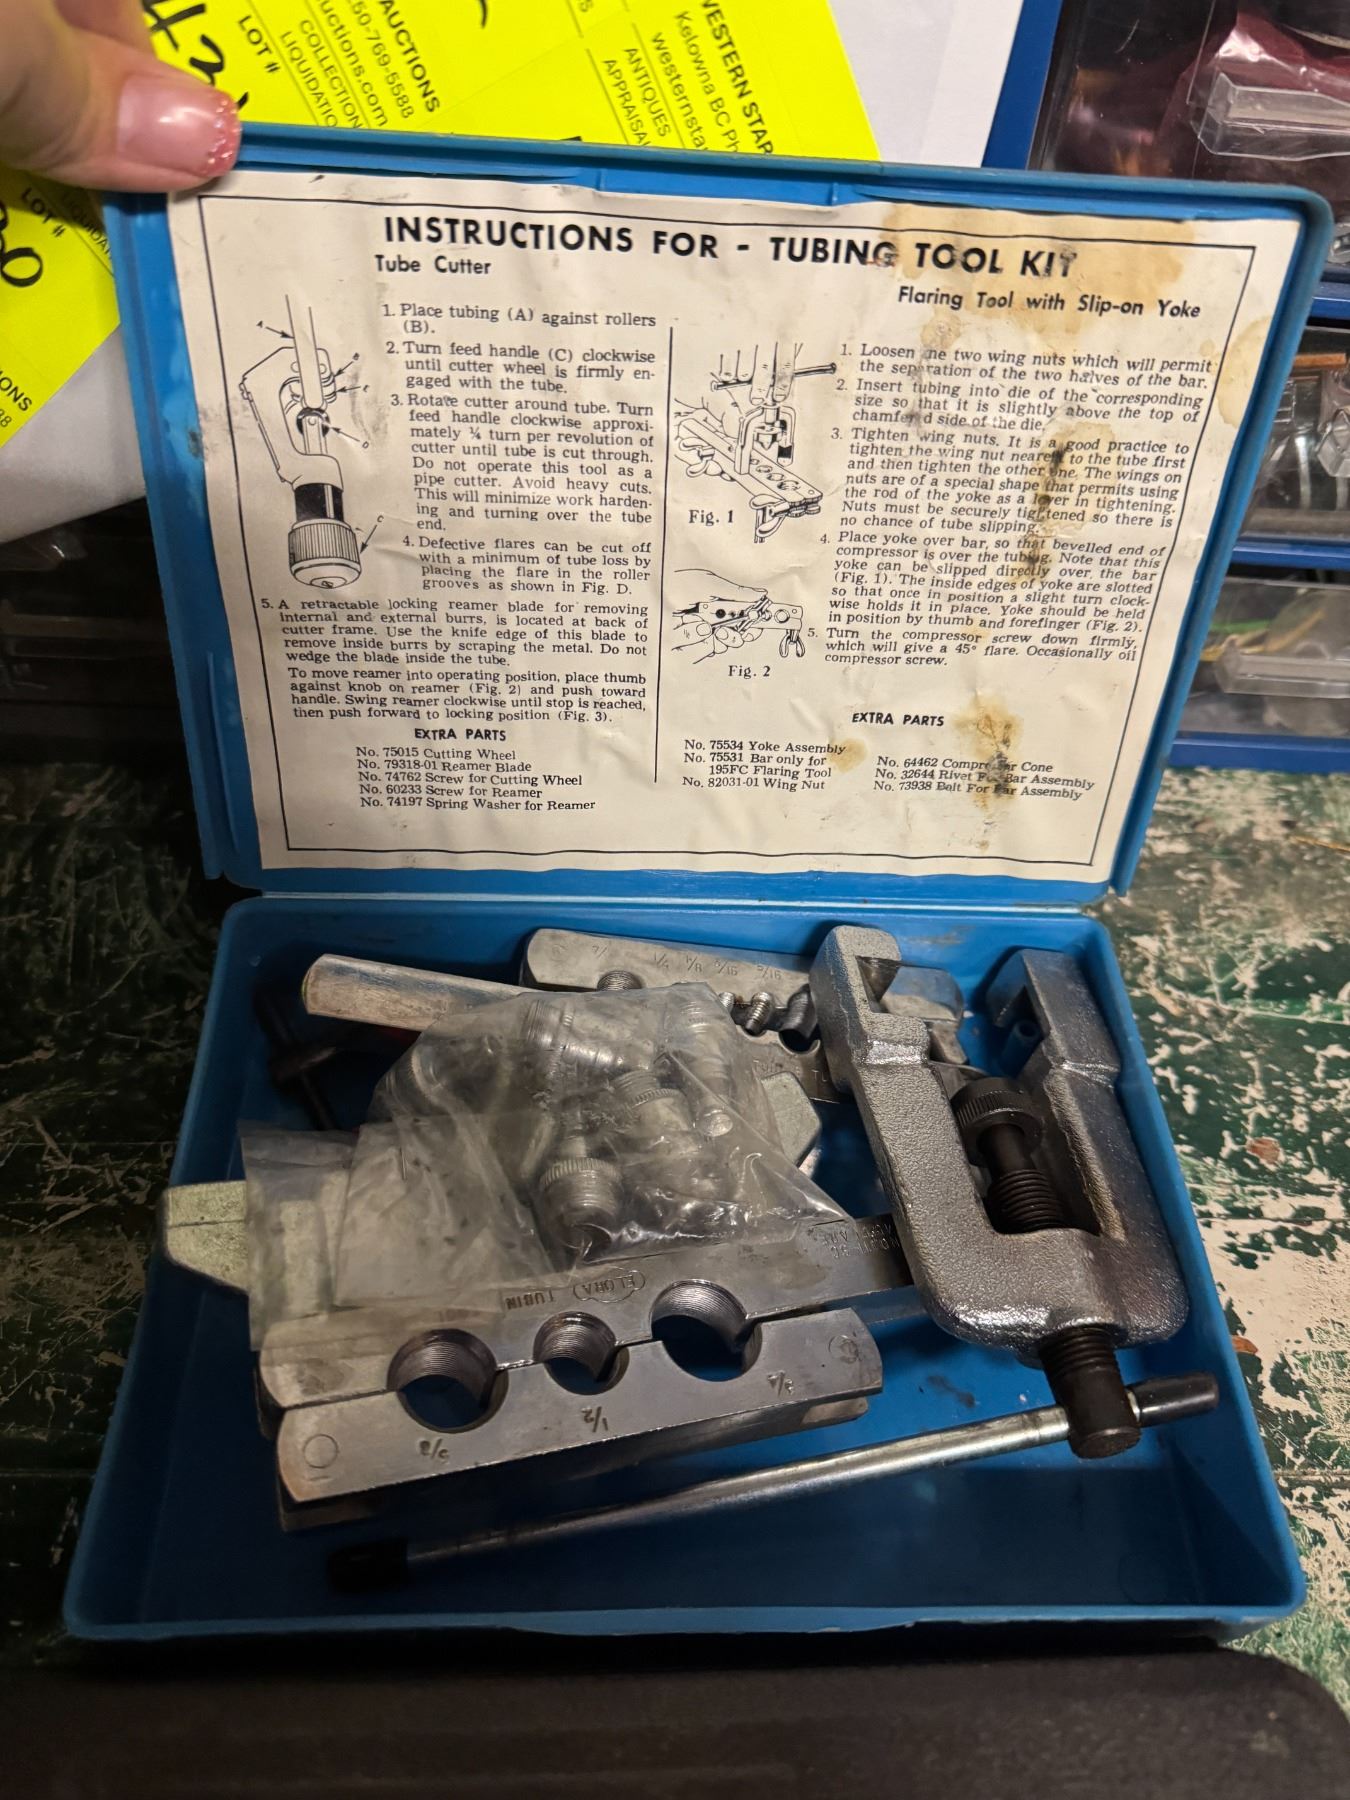 LOT #
AUCTIONS
250-769-5588
uctions.com
COLLECTION
LIQUIDATIO
ANTIQUES
APPRAISA
WESTERN STAR
Kelowna BC Ph
westernsta
LOT #
ONS
88
INSTRUCTIONS FOR - TUBING TOOL KIT
Tube Cutter
A
B
E
D
C
1. Place tubing (A) against rollers
(B).
2. Turn feed handle (C) clockwise
until cutter wheel is firmly en-
gaged with the tube.
3. Rotate cutter around tube. Turn
feed handle clockwise approxi-
mately ¼ turn per revolution of
cutter until tube is cut through.
Do not operate this tool as a
pipe cutter. Avoid heavy cuts.
This will minimize work harden-
ing and turning over the tube
end.
4. Defective flares can be cut off
with a minimum of tube loss by
placing the flare in the roller
grooves as shown in Fig. D.
5. A retractable locking reamer blade for removing
internal and external burrs, is located at back of
cutter frame. Use the knife edge of this blade to
remove inside burrs by scraping the metal. Do not
wedge the blade inside the tube.
To move reamer into operating position, place thumb
against knob on reamer (Fig. 2) and push toward
handle. Swing reamer clockwise until stop is reached,
then push forward to locking position (Fig. 3).
EXTRA PARTS
No. 75015 Cutting Wheel
No. 79318-01 Reamer Blade
No. 74762 Screw for Cutting Wheel
No. 60233 Screw for Reamer
No. 74197 Spring Washer for Reamer
Flaring Tool with Slip-on Yoke
Fig. 1
Fig. 2
1. Loosen the two wing nuts which will permit
the separation of the two halves of the bar.
2. Insert tubing into die of the corresponding
size so that it is slightly above the top of
chamfered side of the die.
3. Tighten wing nuts. It is a good practice to
tighten the wing nut nearest to the tube first
and then tighten the other one. The wings on
nuts are of a special shape that permits using
the rod of the yoke as a lever in tightening.
Nuts must be securely tightened so there is
no chance of tube slipping.
4. Place yoke over bar, so that bevelled end of
compressor is over the tubing. Note that this
yoke can be slipped directly over the bar
(Fig. 1). The inside edges of yoke are slotted
so that once in position a slight turn clock-
wise holds it in place. Yoke should be held
in position by thumb and forefinger (Fig. 2).
5. Turn the compressor screw down firmly,
which will give a 45° flare. Occasionally oil
compressor screw.
EXTRA PARTS
No. 75534 Yoke Assembly
No. 75531 Bar only for
195FC Flaring Tool
No. 82031-01 Wing Nut
No. 64462 Compressor Cone
No. 32644 Rivet For Bar Assembly
No. 73938 Bolt For Bar Assembly
1/4 5/16
TUBIN
5/8 1/2 3/4